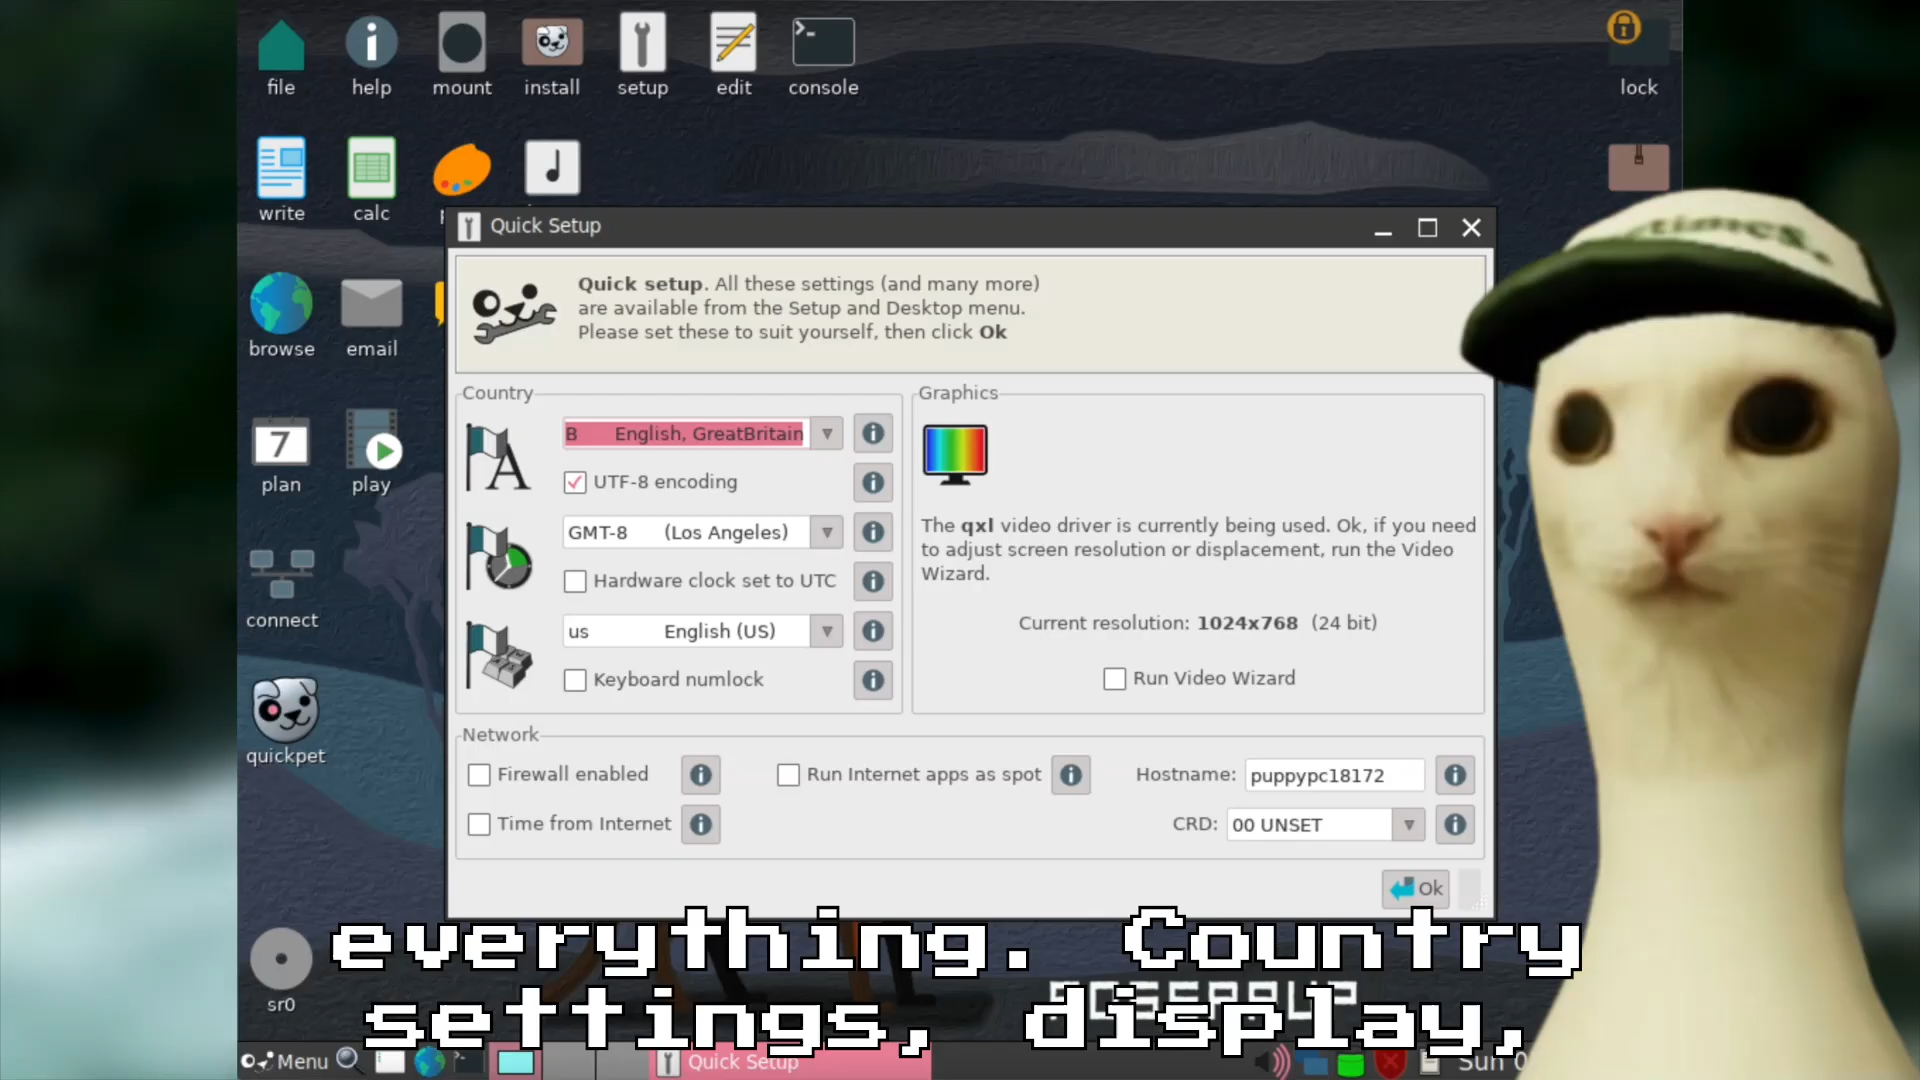 file
help
mount
install
setup
edit
console
lock
write
calc
Quick Setup
Quick setup. All these settings (and many more)
are available from the Setup and Desktop menu.
Please set these to suit yourself, then click Ok
browse
email
Country
B English, GreatBritain
UTF-8 encoding
GMT-8 (Los Angeles)
Hardware clock set to UTC
us English (US)
Keyboard numlock
Graphics
The qxl video driver is currently being used. Ok, if you need
to adjust screen resolution or displacement, run the Video
Wizard.
Current resolution: 1024x768 (24 bit)
Run Video Wizard
7
plan
play
connect
quickpet
Network
Firewall enabled
Run Internet apps as spot
Hostname: puppypc18172
Time from Internet
CRD: 00 UNSET
Ok
sr0
everything. Country
settings, display,
Menu
Quick Setup
Sun